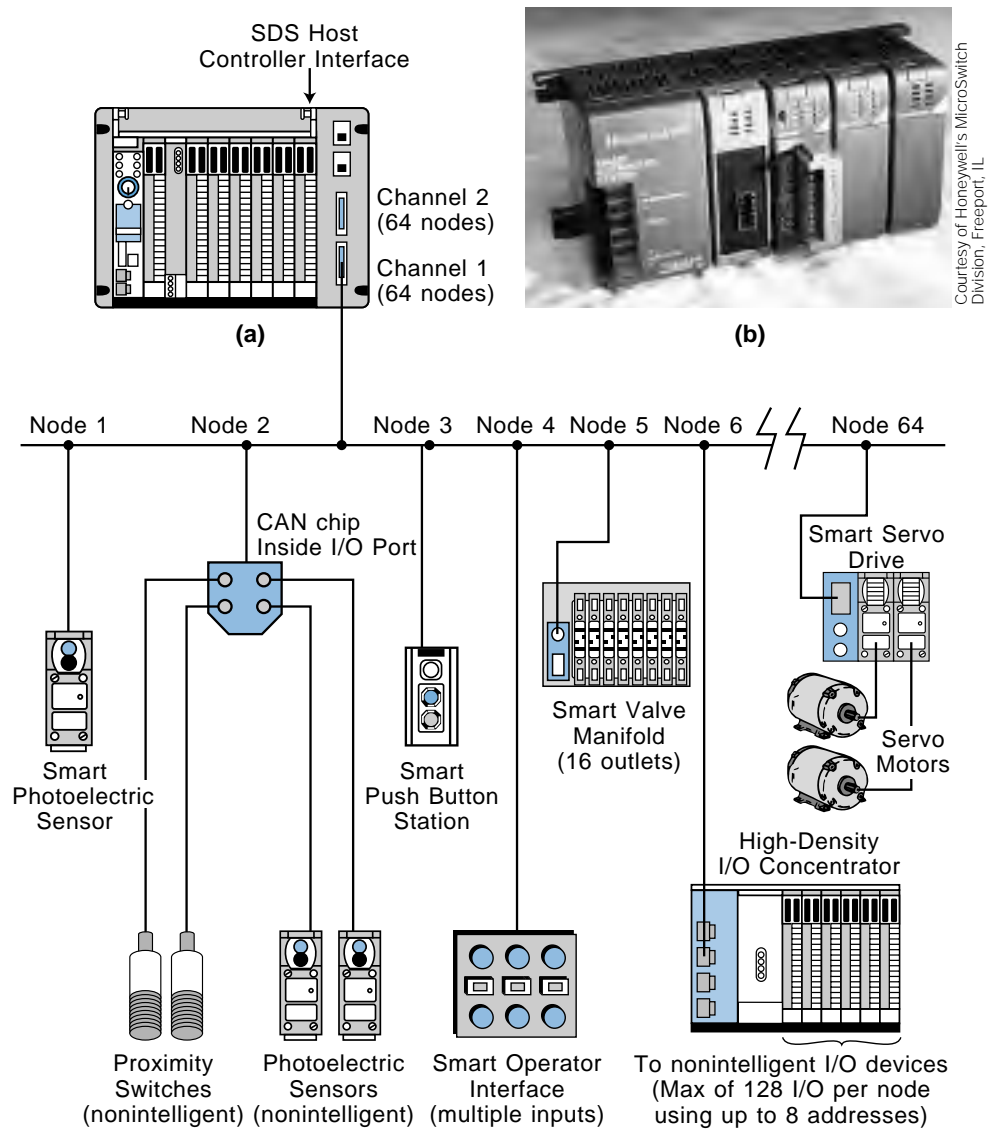 SDS Host
Controller Interface
Channel 2
(64 nodes)
Channel 1
(64 nodes)
(a)
Courtesy of Honeywell's MicroSwitch
Division, Freeport, IL
(b)
Node 1
Node 2
Node 3
Node 4
Node 5
Node 6
Node 64
CAN chip
Inside I/O Port
Smart Servo
Drive
Smart
Photoelectric
Sensor
Smart
Push Button
Station
Smart Valve
Manifold
(16 outlets)
Servo
Motors
High-Density
I/O Concentrator
Proximity
Switches
(nonintelligent)
Photoelectric
Sensors
(nonintelligent)
Smart Operator
Interface
(multiple inputs)
To nonintelligent I/O devices
(Max of 128 I/O per node
using up to 8 addresses)